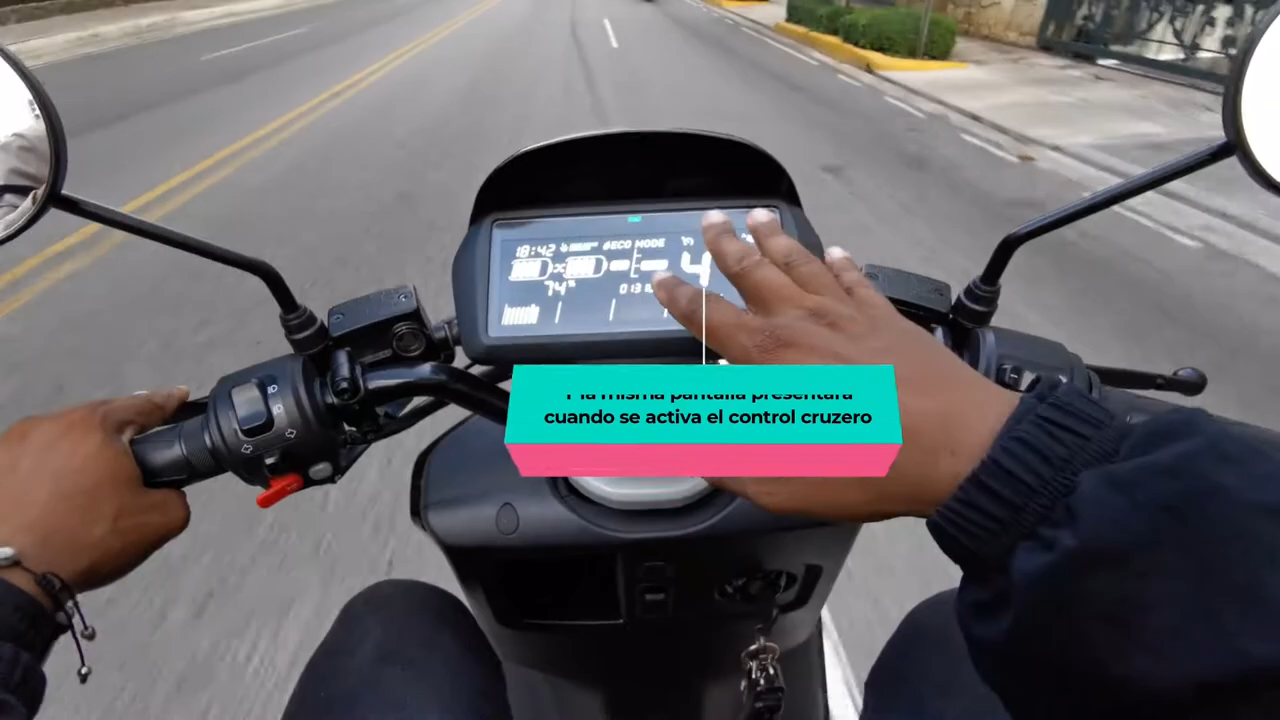 18:42
ECO MODE
4
74%
la misma pantalla presentara
cuando se activa el control cruzero